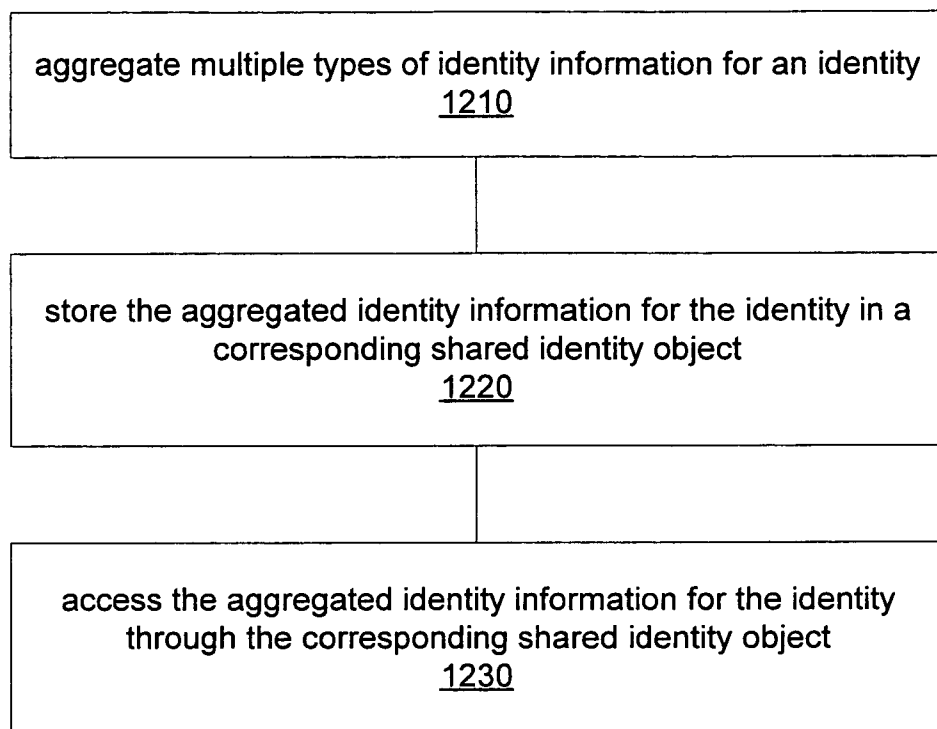 aggregate multiple types of identity information for an identity
1210
store the aggregated identity information for the identity in a
corresponding shared identity object
1220
access the aggregated identity information for the identity
through the corresponding shared identity object
1230